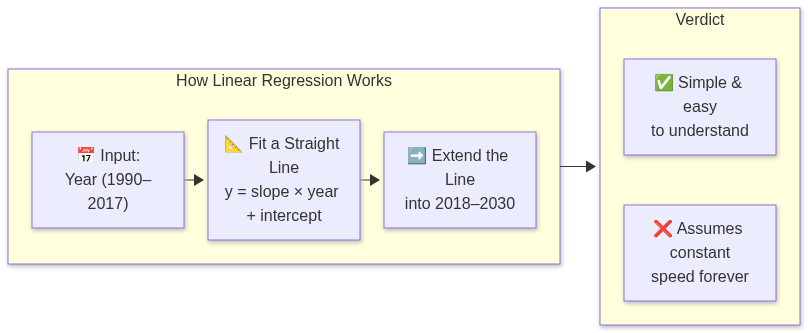 How Linear Regression Works
📅 Input:
Year (1990–
2017)
📐 Fit a Straight
Line
y = slope × year
+ intercept
➡️ Extend the
Line
into 2018–2030
Verdict
✅ Simple &
easy
to understand
❌ Assumes
constant
speed forever